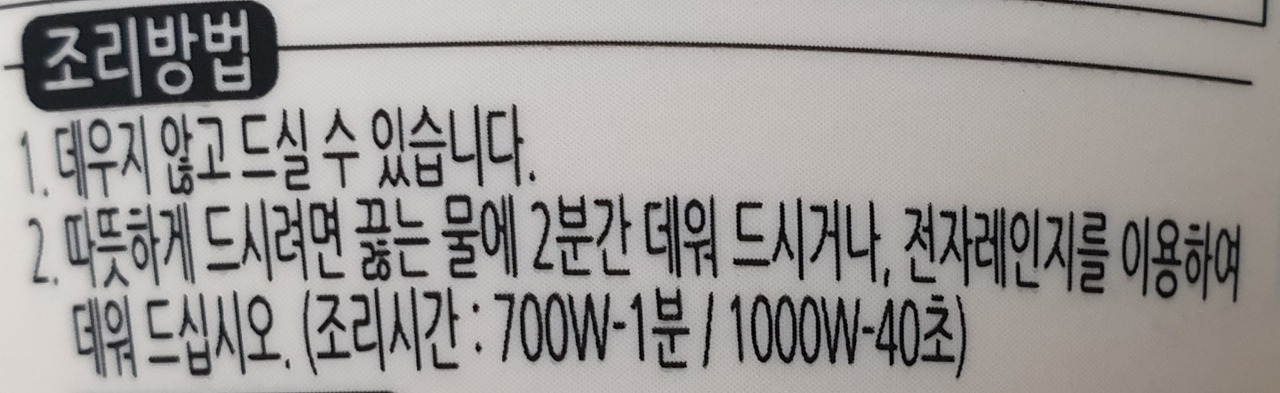 조리방법
1. 데우지 않고 드실 수 있습니다.
2. 따뜻하게 드시려면 끓는 물에 2분간 데워 드시거나, 전자레인지를 이용하여
데워 드십시오. (조리시간 : 700W-1분 / 1000W-40초)